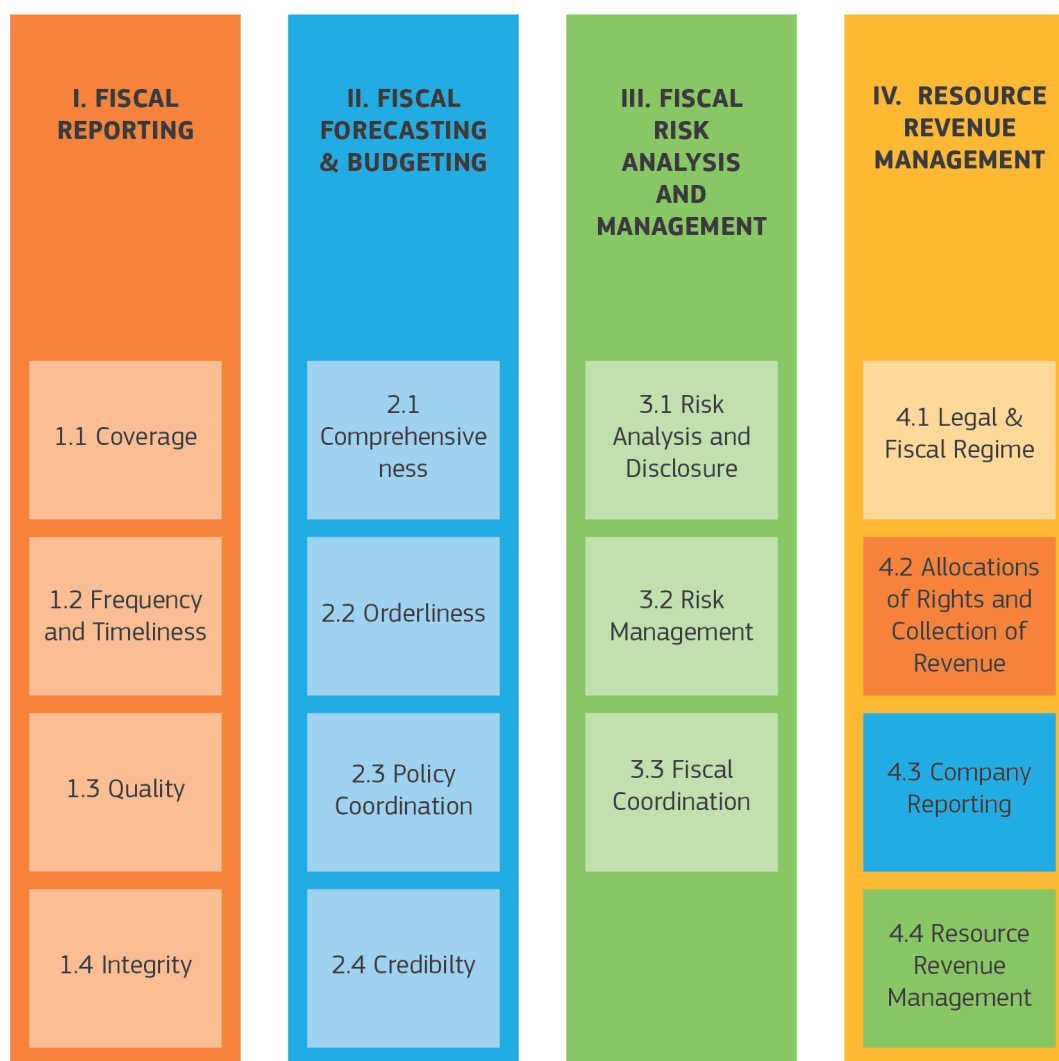 I. FISCAL
REPORTING
1.1 Coverage
1.2 Frequency
and Timeliness
1.3 Quality
1.4 Integrity
II. FISCAL
FORECASTING
& BUDGETING
2.1
Comprehensive
ness
2.2 Orderliness
2.3 Policy
Coordination
2.4 Credibilty
III. FISCAL
RISK
ANALYSIS
AND
MANAGEMENT
3.1 Risk
Analysis and
Disclosure
3.2 Risk
Management
3.3 Fiscal
Coordination
IV. RESOURCE
REVENUE
MANAGEMENT
4.1 Legal &
Fiscal Regime
4.2 Allocations
of Rights and
Collection of
Revenue
4.3 Company
Reporting
4.4 Resource
Revenue
Management